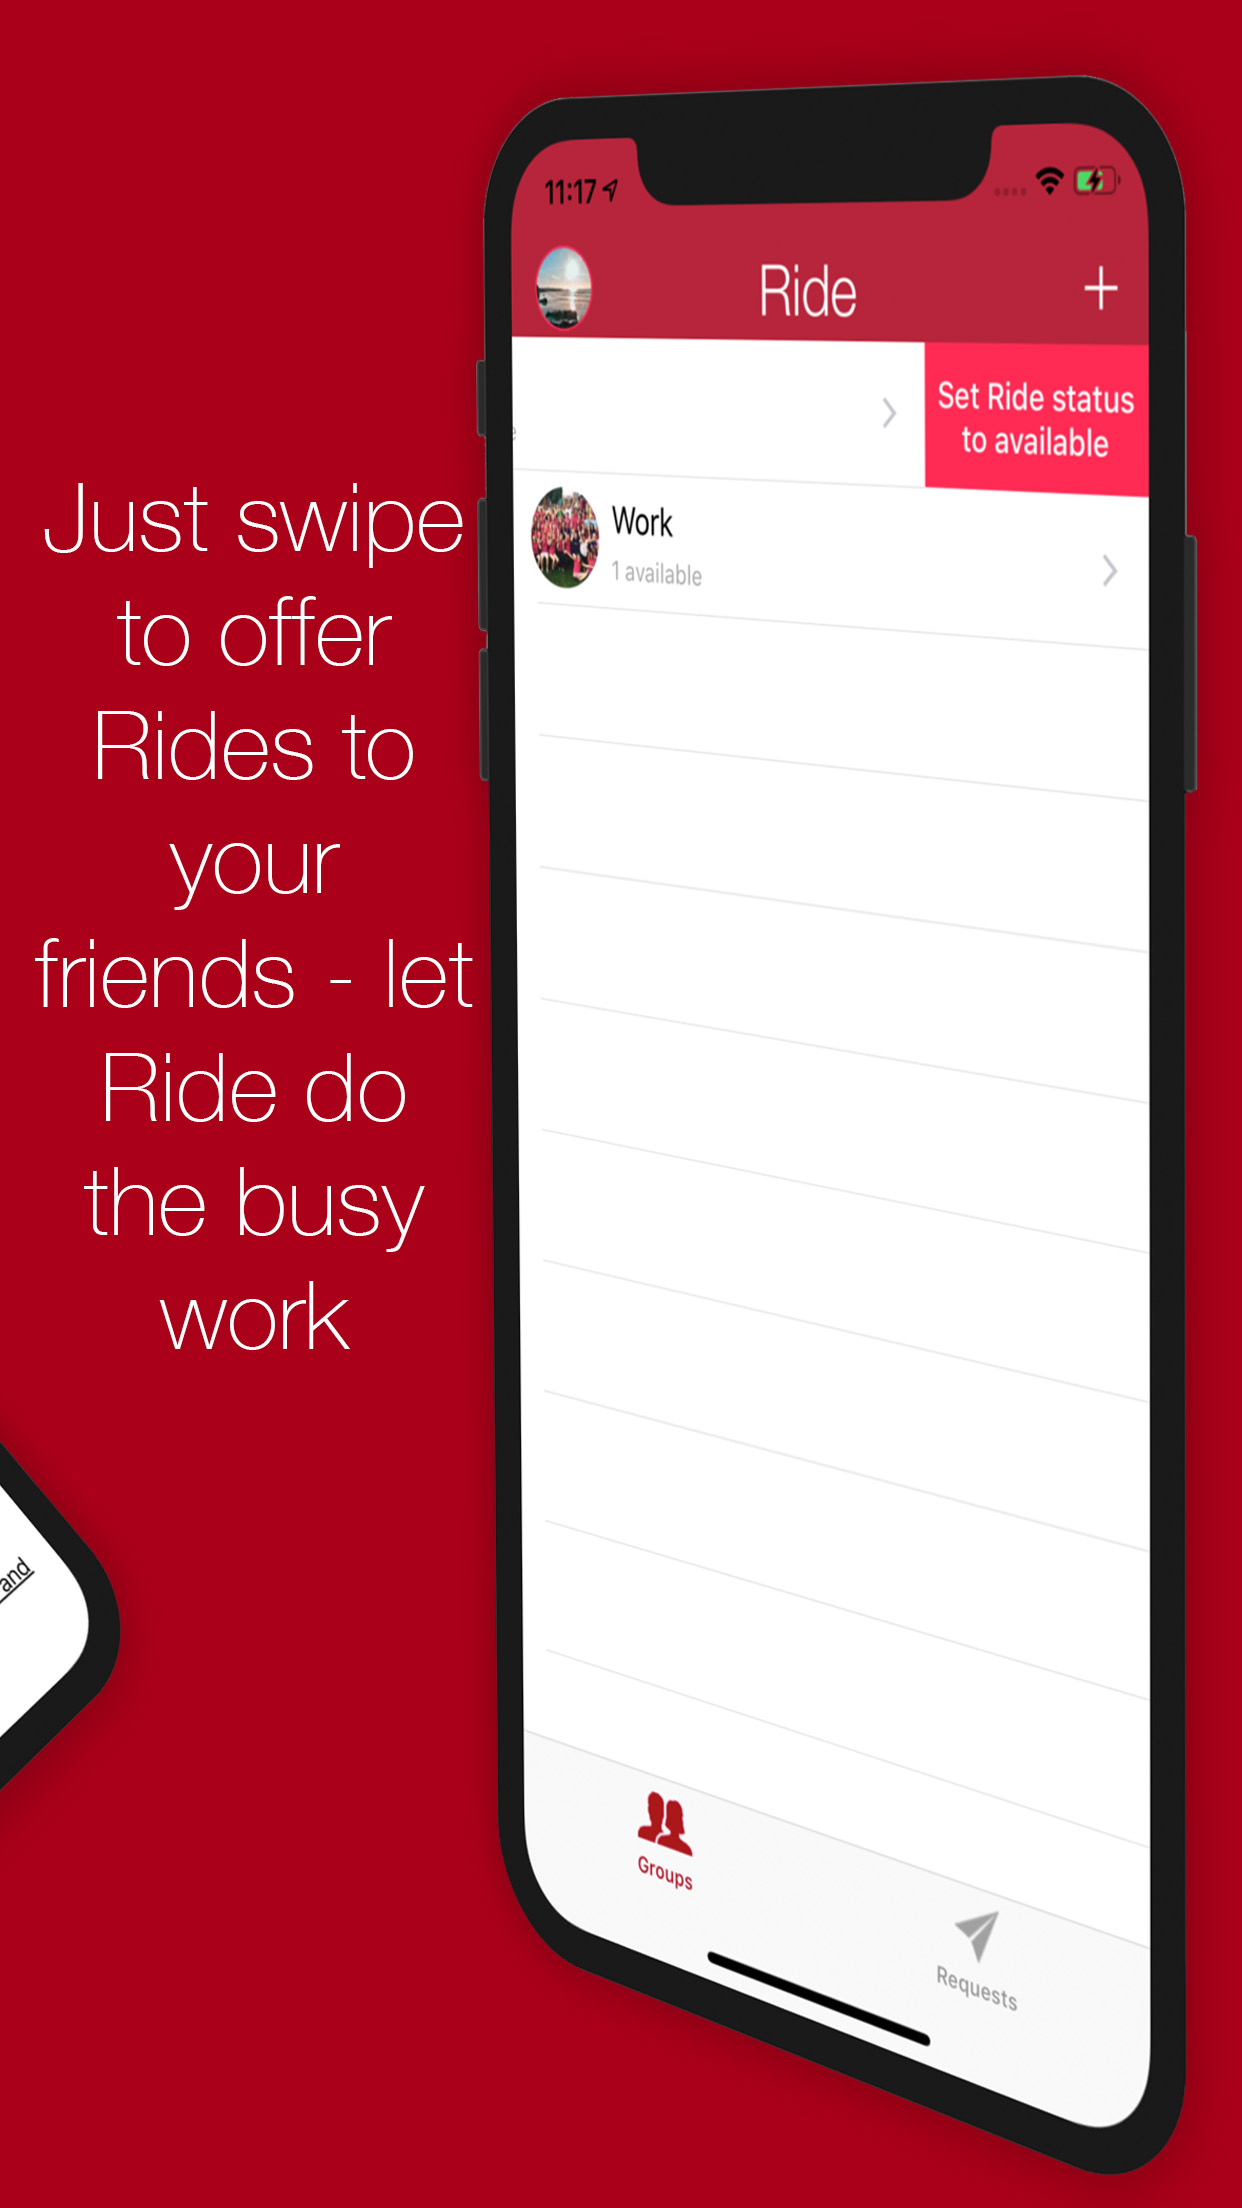 Just swipe
to offer
Rides to
your
friends - let
Ride do
the busy
work
and
11:17
Ride
Set Ride status
to available
Work
1 available
Groups
Requests